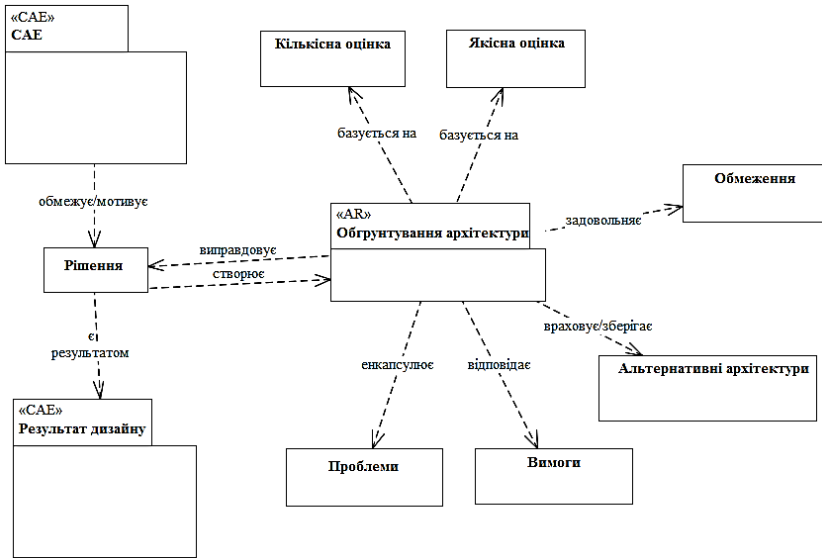 «CAE»
CAE
Кількісна оцінка
Якісна оцінка
базується на
базується на
Обмеження
обмежує/мотивує
«AR»
Обгрунтування архітектури
задовольняє
Рішення
виправдовує
створює
враховує/зберігає
є
результатом
енкапсулює
відповідає
Альтернативні архітектури
«CAE»
Результат дизайну
Проблеми
Вимоги